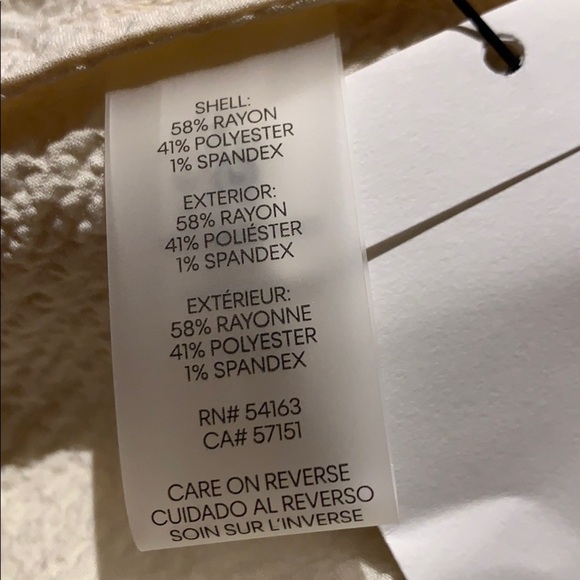 SHELL:
58% RAYON
41% POLYESTER
1% SPANDEX
EXTERIOR:
58% RAYON
41% POLIÉSTER
1% SPANDEX
EXTÉRIEUR:
58% RAYONNE
41% POLYESTER
1% SPANDEX
RN# 54163
CA# 57151
CARE ON REVERSE
CUIDADO AL REVERSO
SOIN SUR L'INVERSE